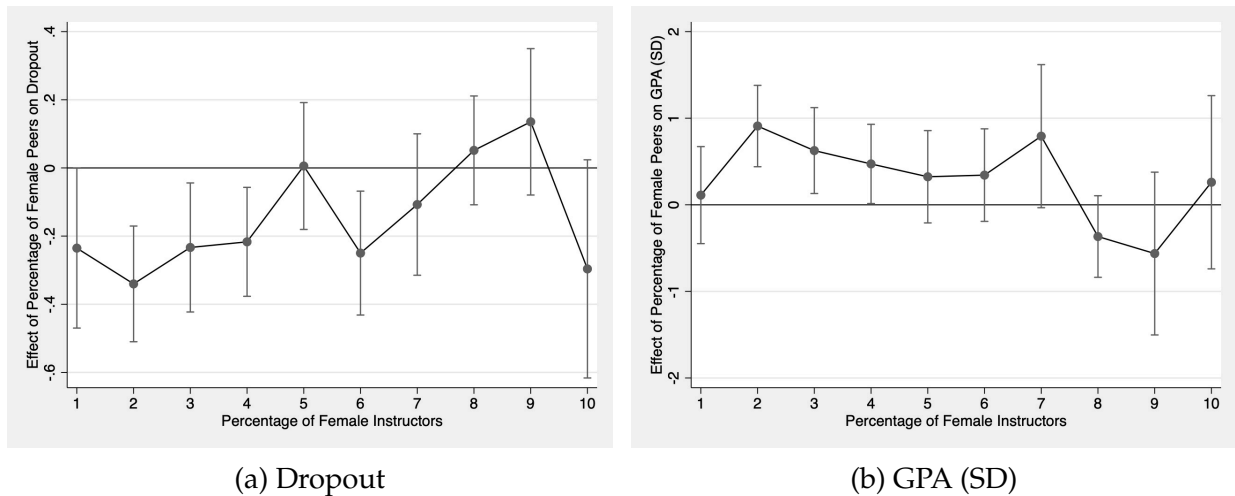 Effect of Percentage of Female Peers on Dropout
.4
.2
0
-.2
-.4
-.6
1 2 3 4 5 6 7 8 9 10
Percentage of Female Instructors
(a) Dropout
Effect of Percentage of Female Peers on GPA (SD)
2
1
0
-1
-2
1 2 3 4 5 6 7 8 9 10
Percentage of Female Instructors
(b) GPA (SD)